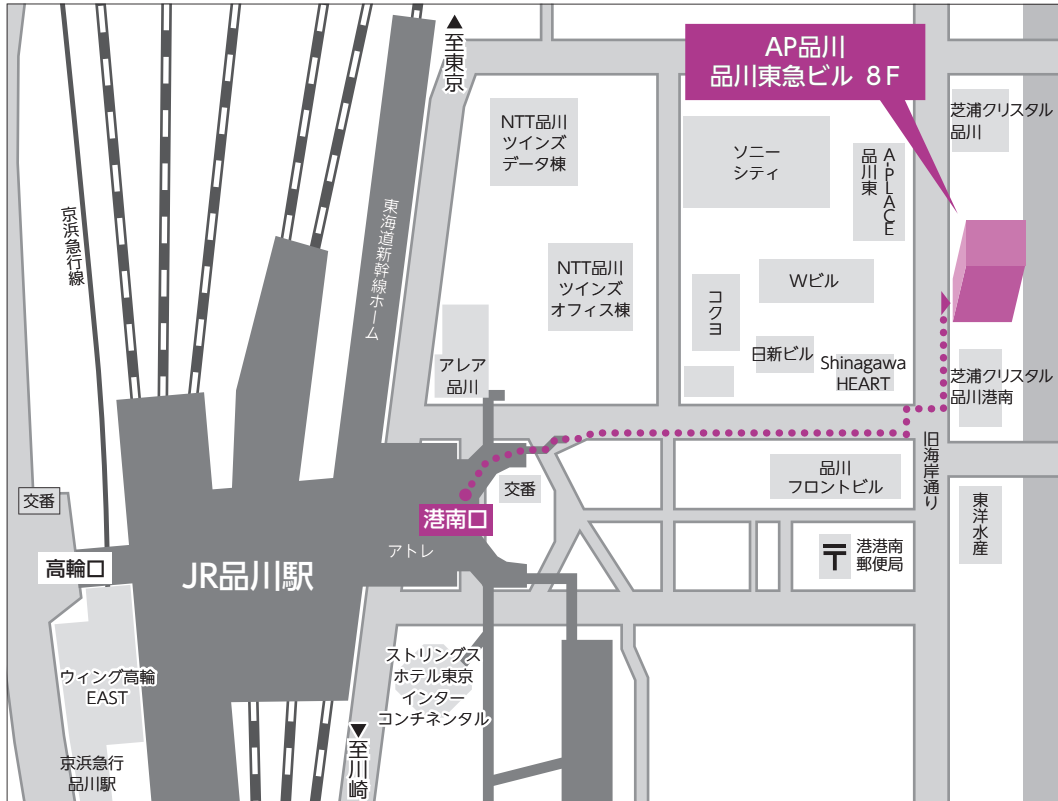 ▲至東京
AP品川
品川東急ビル 8F
芝浦クリスタル
品川
NTT品川
ツインズ
データ棟
ソニー
シティ
A-PLACE
品川東
京浜急行線
東海道新幹線ホーム
NTT品川
ツインズ
オフィス棟
Wビル
コクヨ
日新ビル
Shinagawa
HEART
アレア
品川
芝浦クリスタル
品川港南
旧海岸通り
品川
フロントビル
交番
交番
港南口
アトレ
東洋水産
〒
港港南
郵便局
高輪口
JR品川駅
ウィング高輪
EAST
ストリングス
ホテル東京
インター
コンチネンタル
京浜急行
品川駅
▼至川崎